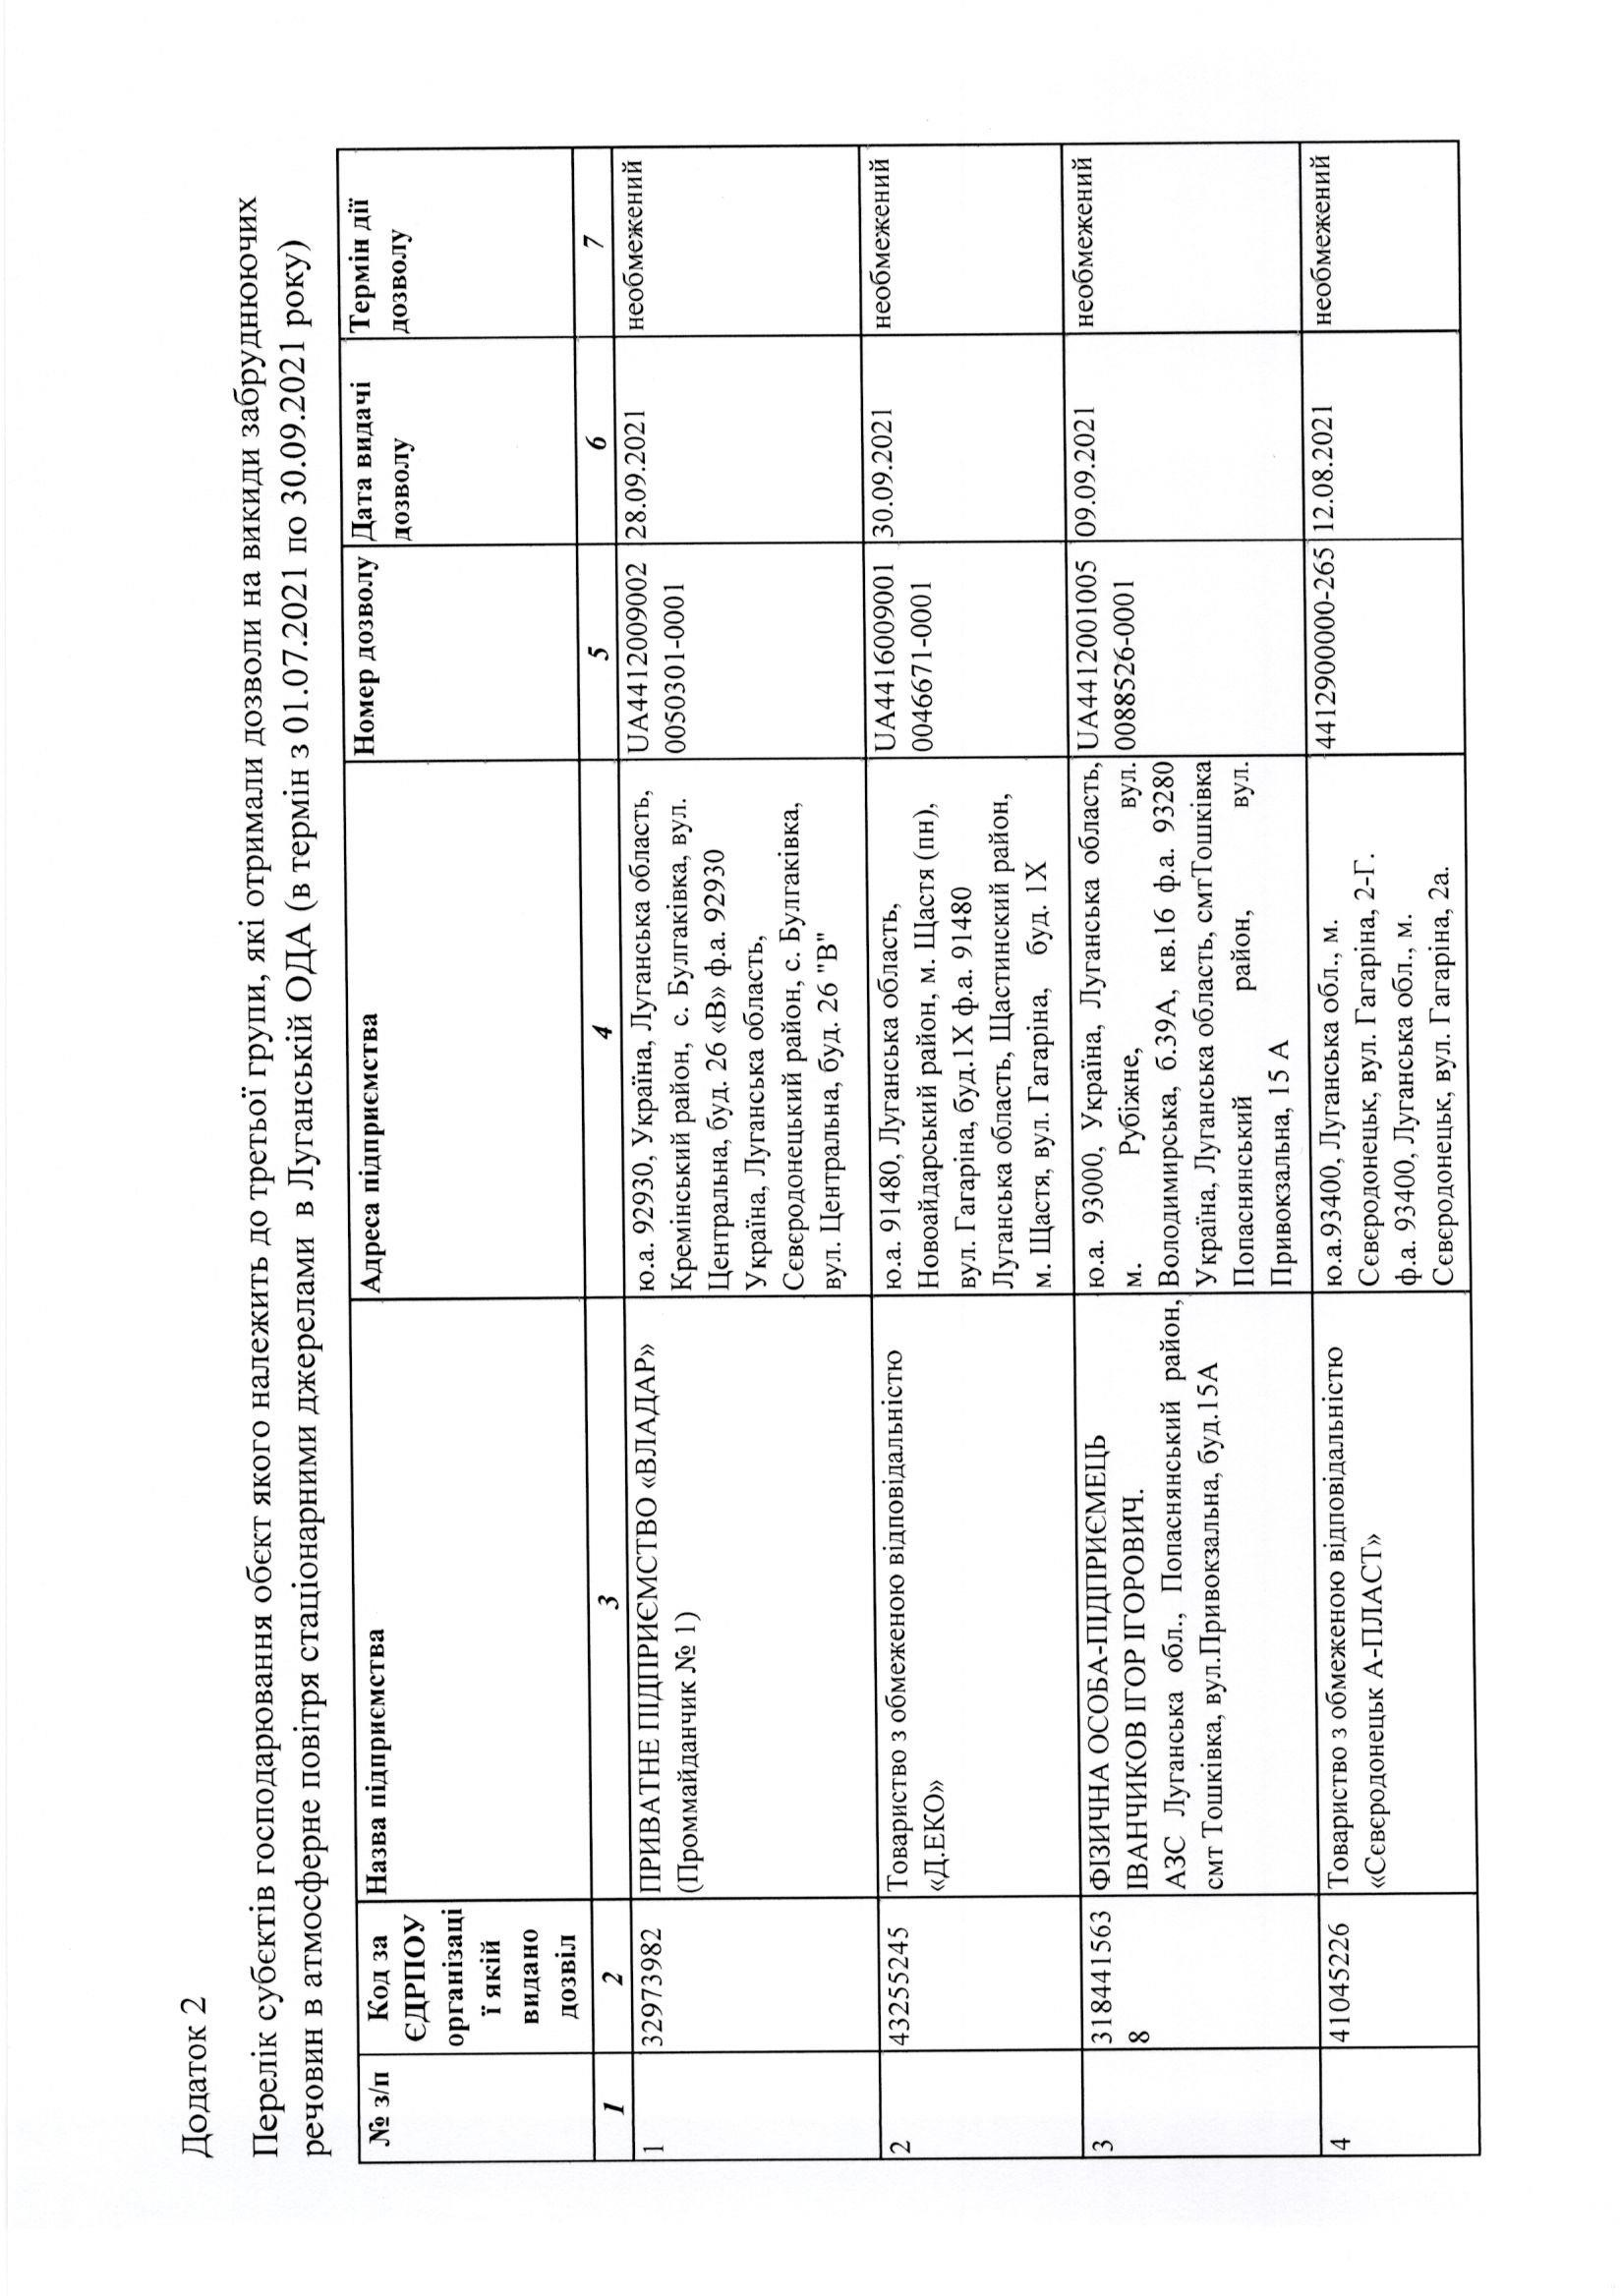 Додаток 2
Перелік субєктів господарювання обєкт якого належить до третьої групи, які отримали дозволи на викиди забруднюючих
речовин в атмосферне повітря стаціонарними джерелами в Луганській ОДА (в термін з 01.07.2021 по 30.09.2021 року)
№ з/п
Код за
ЄДРПОУ
організаці
ї якій
видано
дозвіл
Назва підприємства
Адреса підприємства
Номер дозволу
Дата видачі
дозволу
Термін дії
дозволу
1
2
3
4
5
6
7
1
32973982
ПРИВАТНЕ ПІДПРИЄМСТВО «ВЛАДАР»
(Проммайданчик № 1)
ю.а. 92930, Україна, Луганська область,
Кремінський район, с. Булгаківка, вул.
Центральна, буд. 26 «В» ф.а. 92930
Україна, Луганська область,
Сєвєродонецький район, с. Булгаківка,
вул. Центральна, буд. 26 "В"
UA4412009002
0050301-0001
28.09.2021
необмежений
2
43255245
Товариство з обмеженою відповідальністю
«Д.ЕКО»
ю.а. 91480, Луганська область,
Новоайдарський район, м. Щастя (пн),
вул. Гагаріна, буд.1Х ф.а. 91480
Луганська область, Щастинский район,
м. Щастя, вул. Гагаріна, буд. 1Х
UA4416009001
0046671-0001
30.09.2021
необмежений
3
318441563
8
ФІЗИЧНА ОСОБА-ПІДПРИЄМЕЦЬ
ІВАНЧИКОВ ІГОР ІГОРОВИЧ.
АЗС Луганська обл., Попаснянський район,
смт Тошківка, вул.Привокзальна, буд.15А
ю.а. 93000, Україна, Луганська область,
м. Рубіжне, вул.
Володимирська, б.39А, кв.16 ф.а. 93280
Україна, Луганська область, смтТошківка
Попаснянський район, вул.
Привокзальна,15 А
UA4412001005
0088526-0001
09.09.2021
необмежений
4
41045226
Товариство з обмеженою відповідальністю
«Сєвєродонецьк А-ПЛАСТ»
ю.а.93400, Луганська обл., м.
Сєвєродонецьк, вул. Гагаріна, 2-Г.
ф.а. 93400, Луганська обл., м.
Сєвєродонецьк, вул. Гагаріна, 2а.
4412900000-265
12.08.2021
необмежений